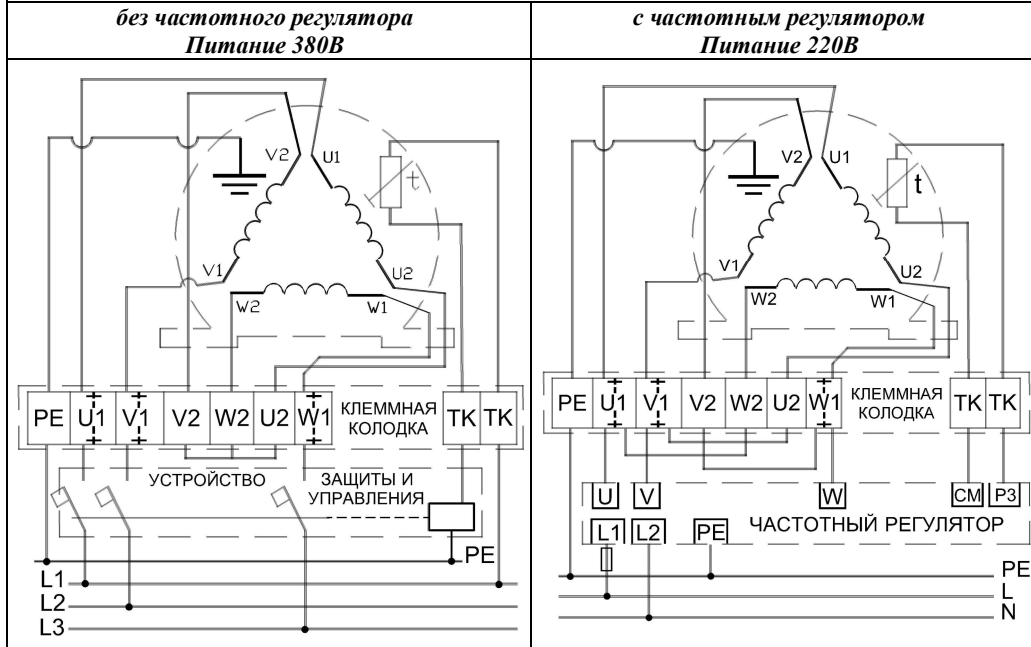 без частотного регулятора
Питание 380В
V2
U1
t
V1
U2
W2
W1
PE
U1
V1
V2
W2
U2
W1
КЛЕММНАЯ
КОЛОДКА
TK
TK
УСТРОЙСТВО
ЗАЩИТЫ И
УПРАВЛЕНИЯ
PE
L1
L2
L3
с частотным регулятором
Питание 220В
V2
U1
t
V1
U2
W2
W1
PE
U1
V1
V2
W2
U2
W1
КЛЕММНАЯ
КОЛОДКА
TK
TK
U
V
W
CM
P3
L1
L2
PE
ЧАСТОТНЫЙ РЕГУЛЯТОР
PE
L
N